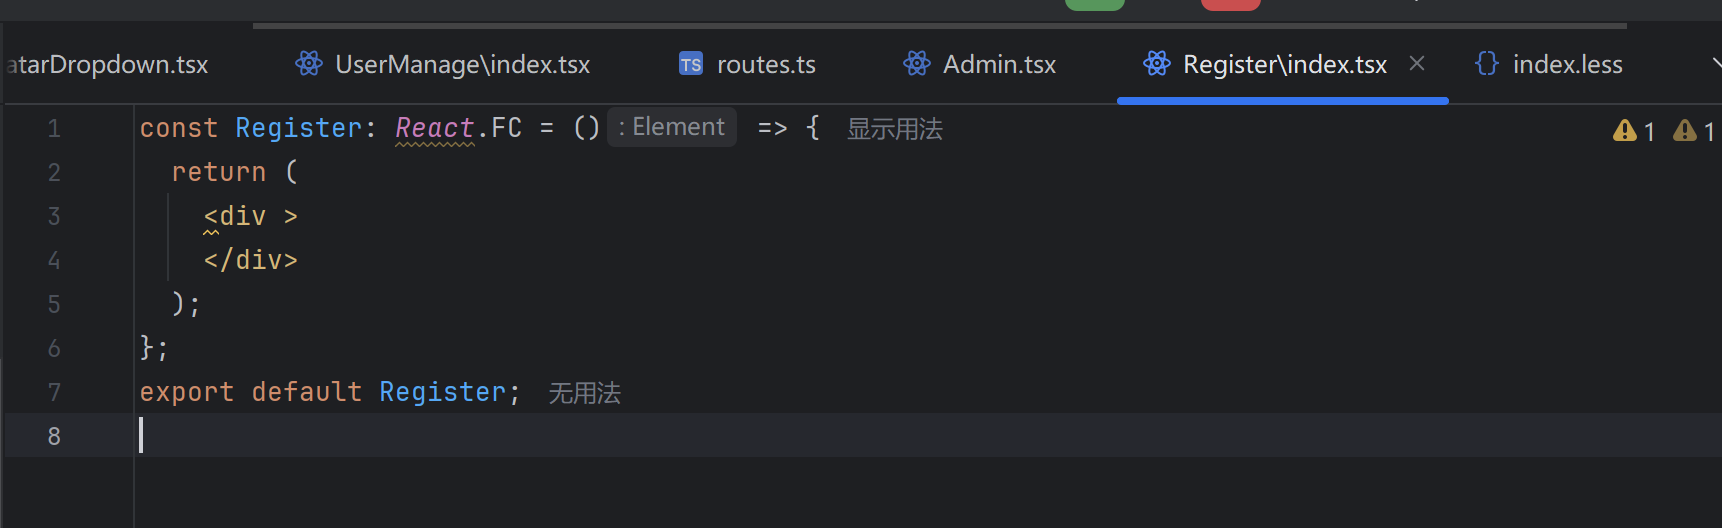 atarDropdown.tsx UserManage\index.tsx TS routes.ts Admin.tsx Register\index.tsx index.less
1 const Register: React.FC = () : Element => { 显示用法 1 1
2 return (
3 <div >
4 </div>
5 );
6 };
7 export default Register; 无用法
8